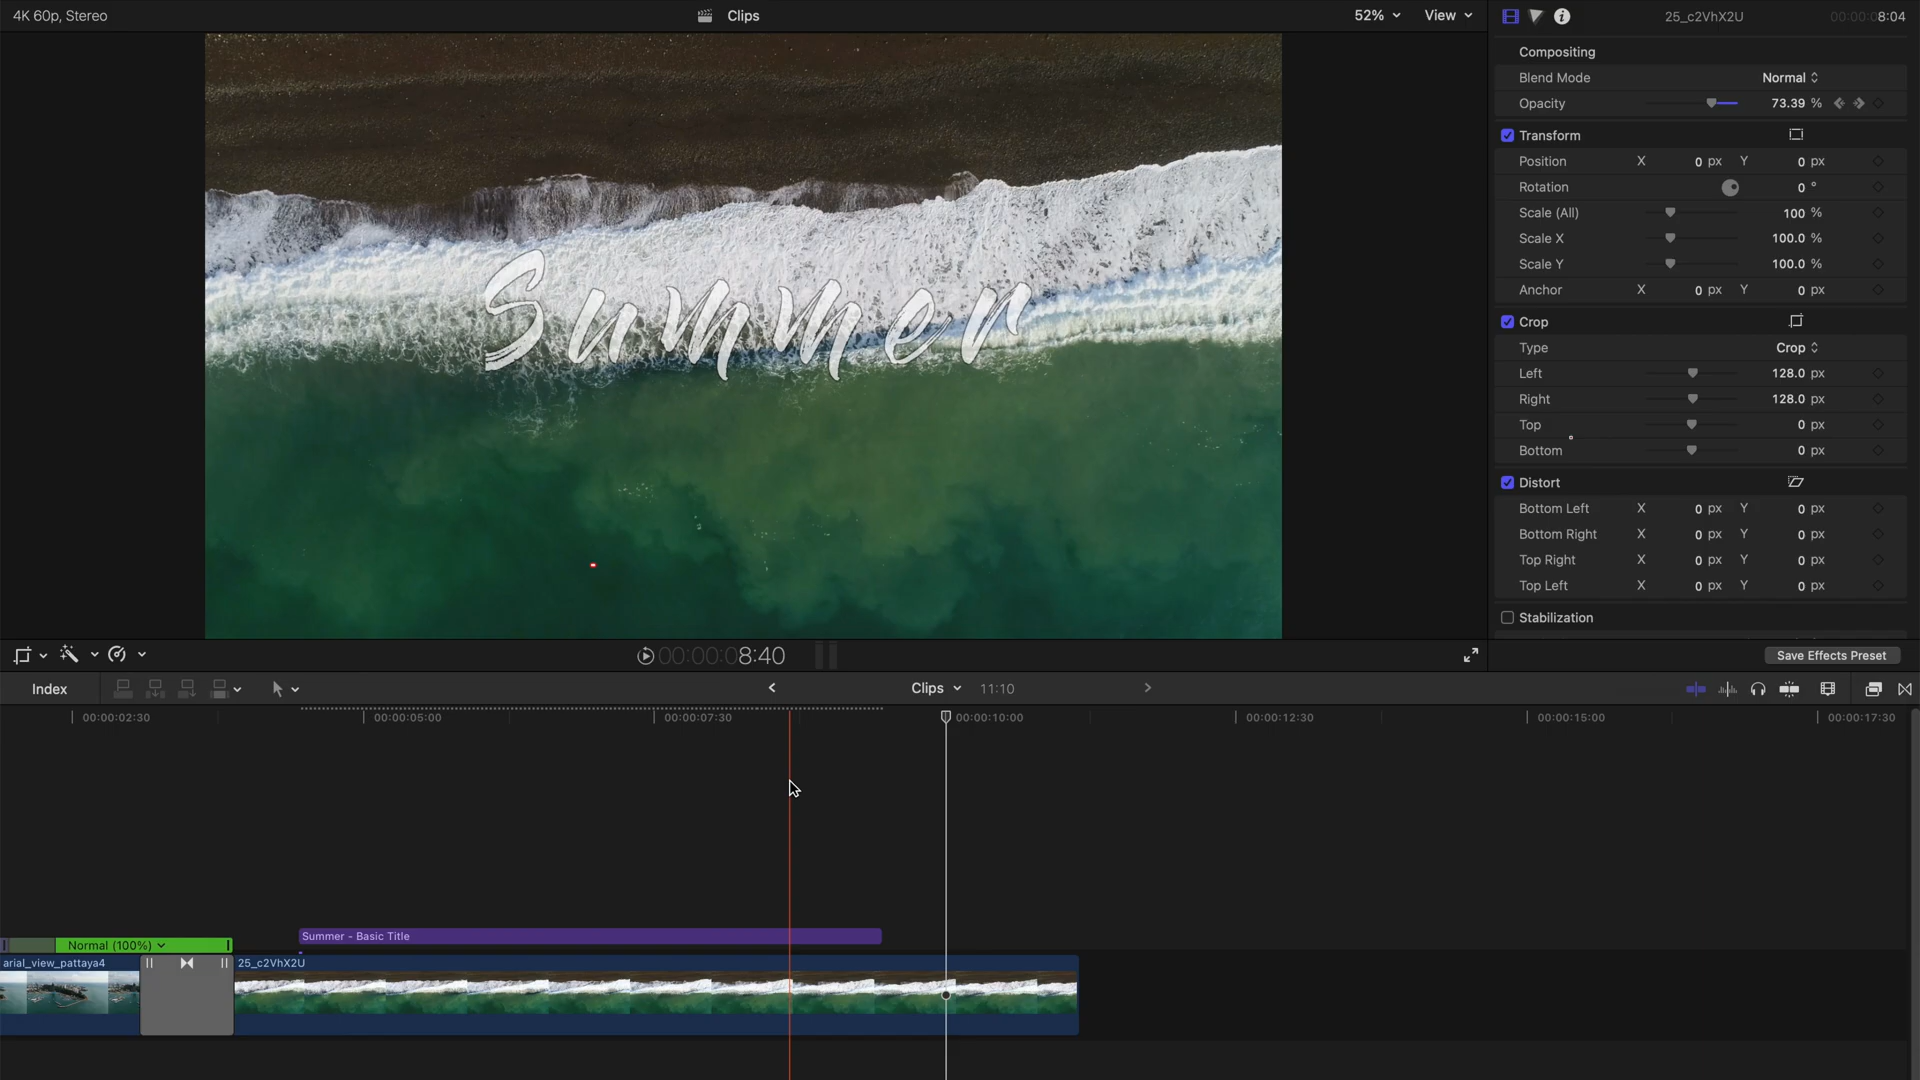 4K 60p, Stereo
Clips
52%
View
25_c2VhX2U
00:00:08:04
Compositing
Blend Mode
Normal
Opacity
73.39 %
Transform
Position
X
0 px
Y
0 px
Rotation
0 °
Scale (All)
100 %
Scale X
100.0 %
Scale Y
100.0 %
Anchor
X
0 px
Y
0 px
Crop
Type
Crop
Left
128.0 px
Right
128.0 px
Top
0 px
Bottom
0 px
Distort
Bottom Left
X
0 px
Y
0 px
Bottom Right
X
0 px
Y
0 px
Top Right
X
0 px
Y
0 px
Top Left
X
0 px
Y
0 px
Stabilization
Save Effects Preset
Summer
00:00:08:40
Index
Clips
11:10
00:00:02:30
00:00:05:00
00:00:07:30
00:00:10:00
00:00:12:30
00:00:15:00
00:00:17:30
Summer - Basic Title
Normal (100%)
arial_view_pattaya4
25_c2VhX2U